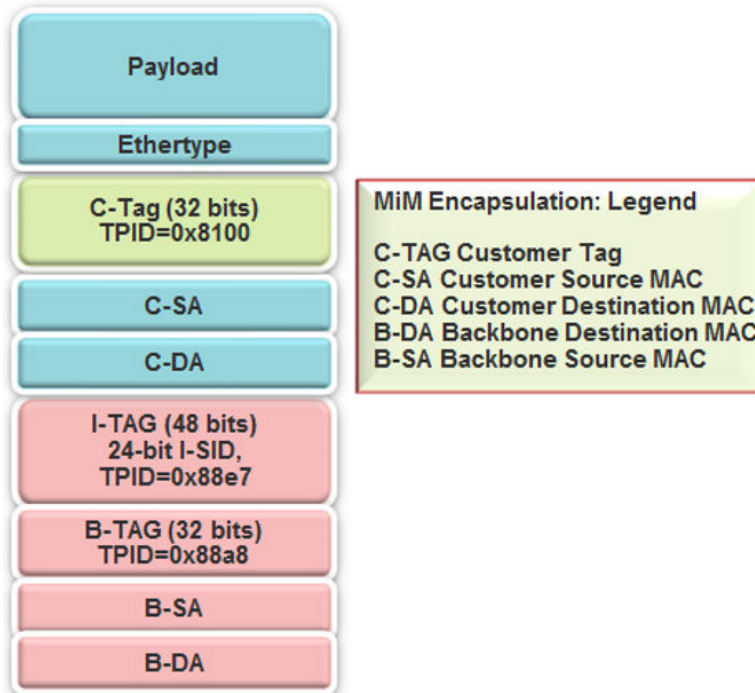 Payload
Ethertype
C-Tag (32 bits)
TPID=0x8100
C-SA
C-DA
I-TAG (48 bits)
24-bit I-SID,
TPID=0x88e7
B-TAG (32 bits)
TPID=0x88a8
B-SA
B-DA
MiM Encapsulation: Legend
C-TAG Customer Tag
C-SA Customer Source MAC
C-DA Customer Destination MAC
B-DA Backbone Destination MAC
B-SA Backbone Source MAC